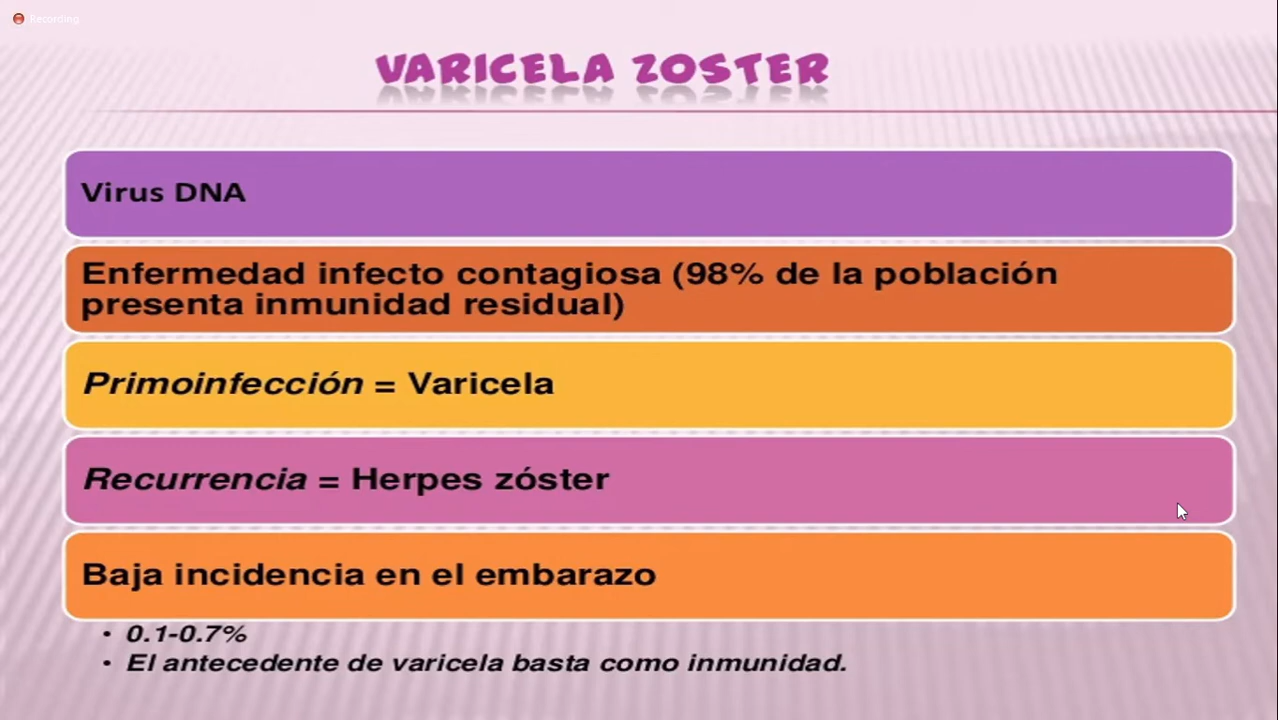 Recording
VARICELA ZOSTER
Virus DNA
Enfermedad infecto contagiosa (98% de la población
presenta inmunidad residual)
Primoinfección = Varicela
Recurrencia = Herpes zóster
Baja incidencia en el embarazo
• 0.1-0.7%
• El antecedente de varicela basta como inmunidad.